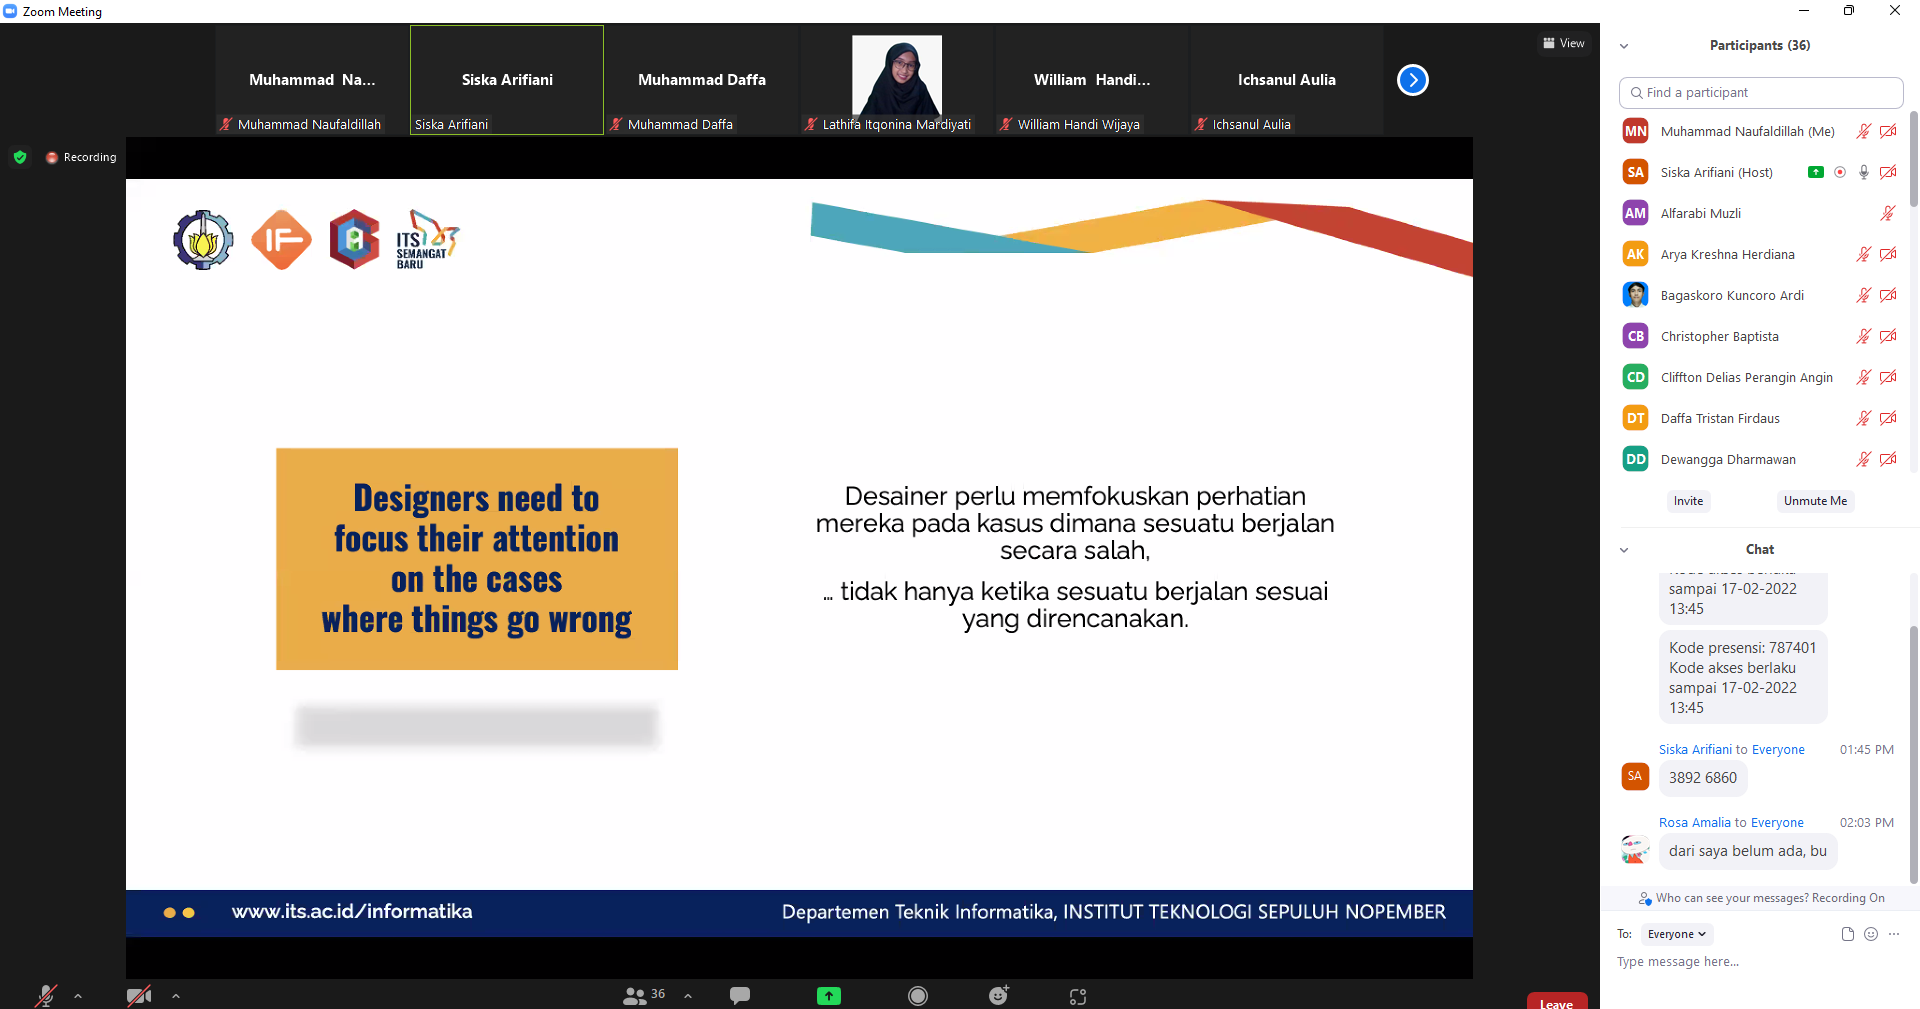 Zoom Meeting
Muhammad Na...
Siska Arifiani
Muhammad Daffa
William Handi...
Ichsanul Aulia
View
Muhammad Naufaldillah
Siska Arifiani
Muhammad Daffa
Lathifa Itqonina Mardiyati
William Handi Wijaya
Ichsanul Aulia
Recording
IF
ITS
SEMANGAT
BARU
Designers need to
focus their attention
on the cases
where things go wrong
Desainer perlu memfokuskan perhatian
mereka pada kasus dimana sesuatu berjalan
secara salah,
... tidak hanya ketika sesuatu berjalan sesuai
yang direncanakan.
www.its.ac.id/informatika
Departemen Teknik Informatika, INSTITUT TEKNOLOGI SEPULUH NOPEMBER
36
Leave
Participants (36)
Find a participant
MN Muhammad Naufaldillah (Me)
SA Siska Arifiani (Host)
AM Alfarabi Muzli
AK Arya Kreshna Herdiana
Bagaskoro Kuncoro Ardi
CB Christopher Baptista
CD Cliffton Delias Perangin Angin
DT Daffa Tristan Firdaus
DD Dewangga Dharmawan
Invite
Unmute Me
Chat
sampai 17-02-2022
13:45
Kode presensi: 787401
Kode akses berlaku
sampai 17-02-2022
13:45
Siska Arifiani to Everyone 01:45 PM
SA
3892 6860
Rosa Amalia to Everyone 02:03 PM
dari saya belum ada, bu
Who can see your messages? Recording On
To: Everyone
Type message here...